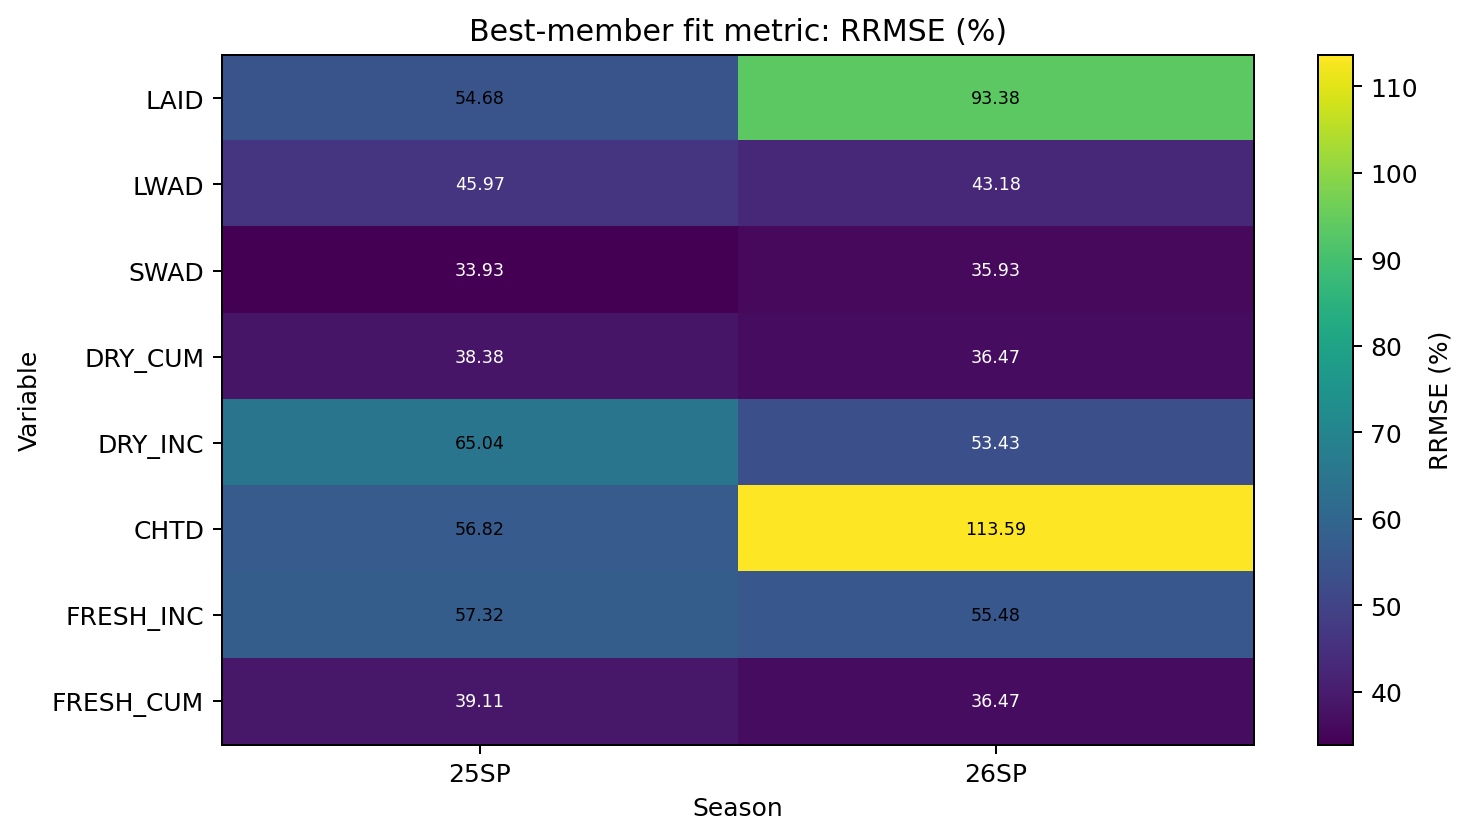 Best-member fit metric: RRMSE (%)
LAID 54.68 93.38
LWAD 45.97 43.18
SWAD 33.93 35.93
DRY_CUM 38.38 36.47
DRY_INC 65.04 53.43
CHTD 56.82 113.59
FRESH_INC 57.32 55.48
FRESH_CUM 39.11 36.47
25SP 26SP
Season
Variable
110
100
90
80
70
60
50
40
RRMSE (%)